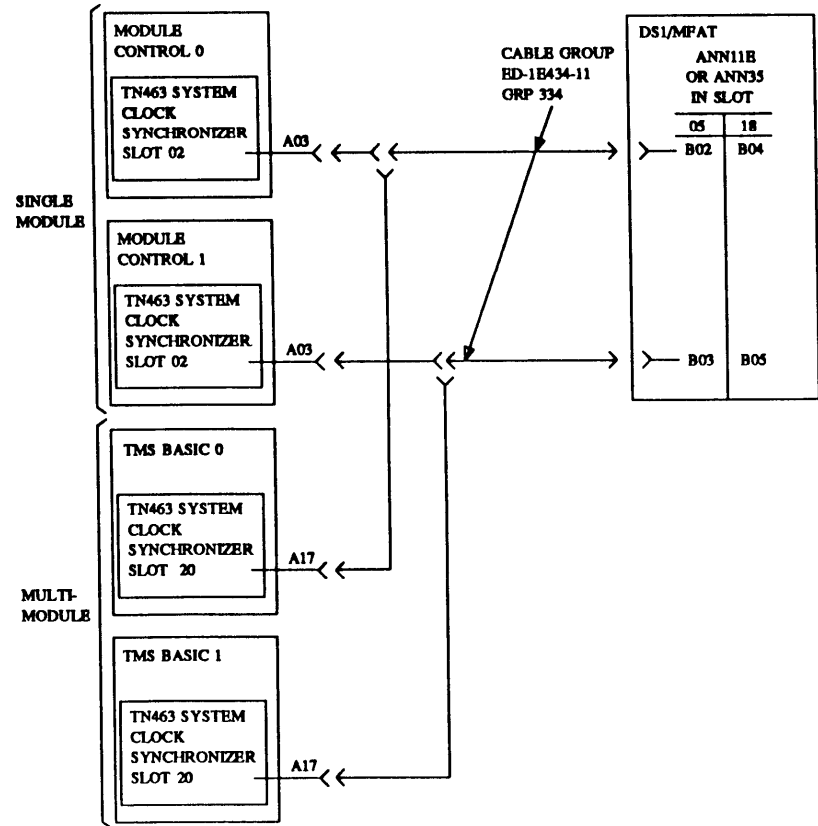 MODULE
CONTROL 0
TN463 SYSTEM
CLOCK
SYNCHRONIZER
SLOT 02
A03
CABLE GROUP
ED-1E434-11
GRP 334
DS1/MFAT
ANN11E
OR ANN35
IN SLOT
05 18
B02 B04
SINGLE
MODULE
MODULE
CONTROL 1
TN463 SYSTEM
CLOCK
SYNCHRONIZER
SLOT 02
A03
B03 B05
TMS BASIC 0
TN463 SYSTEM
CLOCK
SYNCHRONIZER
SLOT 20
A17
MULTI-
MODULE
TMS BASIC 1
TN463 SYSTEM
CLOCK
SYNCHRONIZER
SLOT 20
A17